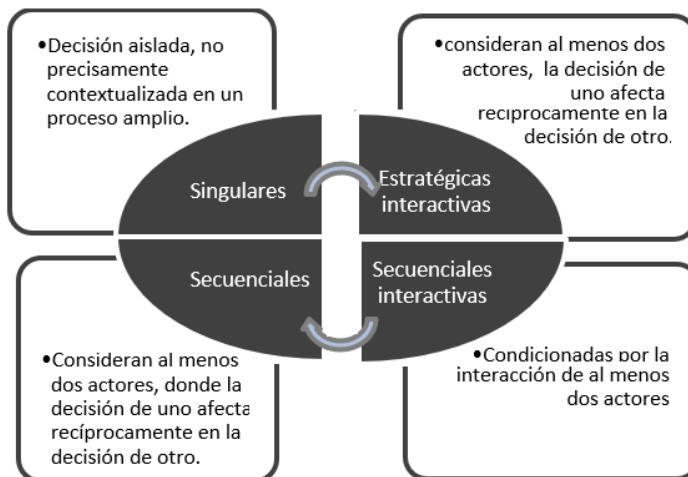 •Decisión aislada, no
precisamente
contextualizada en un
proceso amplio.
•consideran al menos dos
actores, la decisión de
uno afecta
recíprocamente en la
decisión de otro.
Singulares
Estratégicas
interactivas
Secuenciales
Secuenciales
interactivas
•Consideran al menos
dos actores, donde la
decisión de uno afecta
recíprocamente en la
decisión de otro.
•Condicionadas por la
interacción de al menos
dos actores